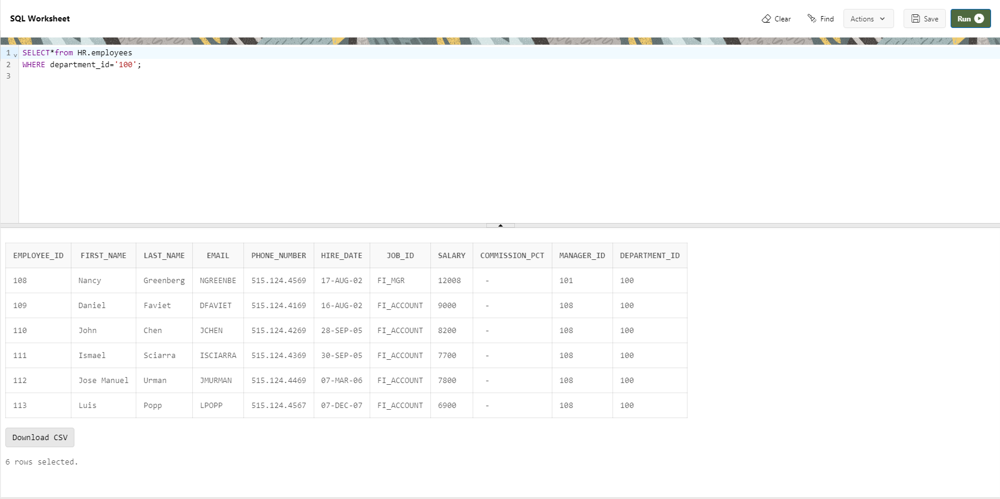 SQL Worksheet Clear Find Actions Save Run
1 SELECT*from HR.employees
2 WHERE department_id='100';
3
EMPLOYEE_ID FIRST_NAME LAST_NAME EMAIL PHONE_NUMBER HIRE_DATE JOB_ID SALARY COMMISSION_PCT MANAGER_ID DEPARTMENT_ID
108 Nancy Greenberg NGREENBE 515.124.4569 17-AUG-02 FI_MGR 12008 - 101 100
109 Daniel Faviet DFAVIET 515.124.4169 16-AUG-02 FI_ACCOUNT 9000 - 108 100
110 John Chen JCHEN 515.124.4269 28-SEP-05 FI_ACCOUNT 8200 - 108 100
111 Ismael Sciarra ISCIARRA 515.124.4369 30-SEP-05 FI_ACCOUNT 7700 - 108 100
112 Jose Manuel Urman JMURMAN 515.124.4469 07-MAR-06 FI_ACCOUNT 7800 - 108 100
113 Luis Popp LPOPP 515.124.4567 07-DEC-07 FI_ACCOUNT 6900 - 108 100
Download CSV
6 rows selected.